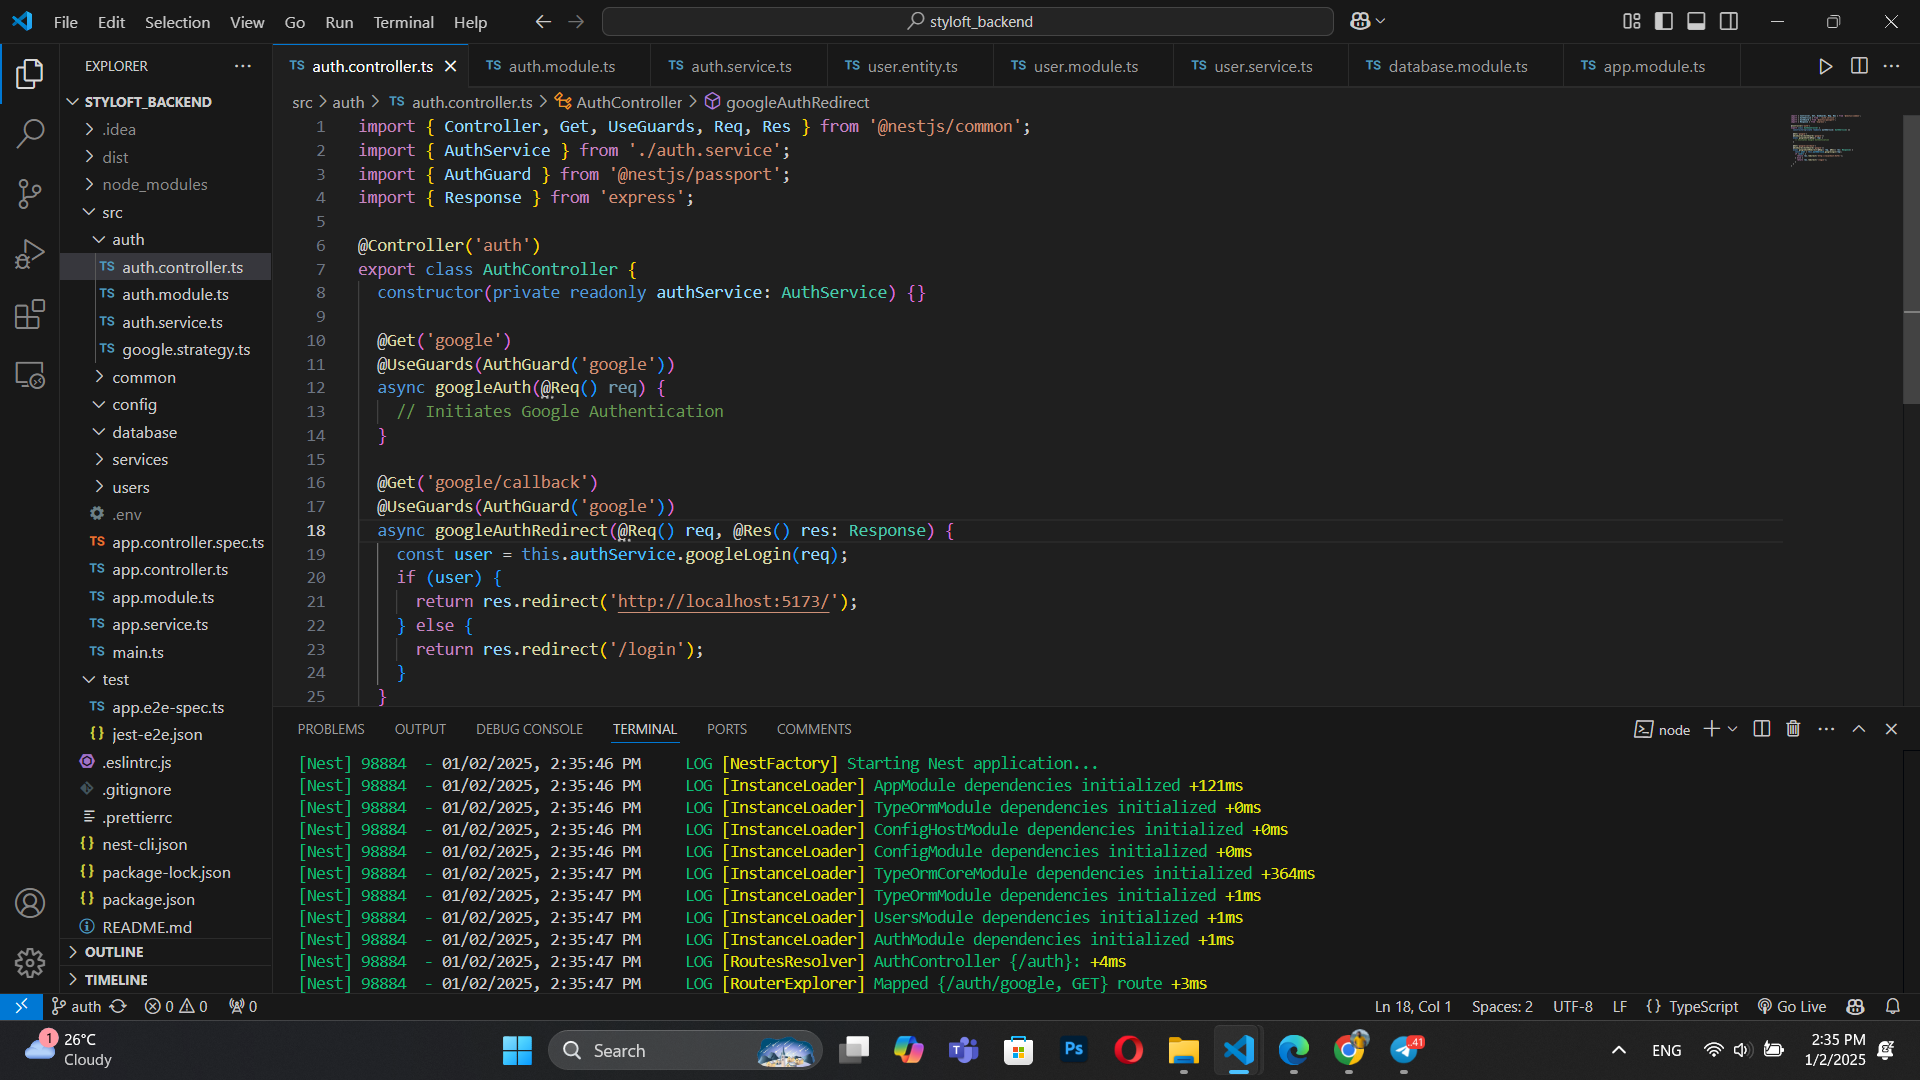 File Edit Selection View Go Run Terminal Help
styloft_backend
EXPLORER
STYLOFT_BACKEND
.idea
dist
node_modules
src
auth
TS auth.controller.ts
TS auth.module.ts
TS auth.service.ts
TS google.strategy.ts
common
config
database
services
users
.env
TS app.controller.spec.ts
TS app.controller.ts
TS app.module.ts
TS app.service.ts
TS main.ts
test
TS app.e2e-spec.ts
{} jest-e2e.json
.eslintrc.js
.gitignore
.prettierrc
{} nest-cli.json
{} package-lock.json
{} package.json
README.md
OUTLINE
TIMELINE
TS auth.controller.ts TS auth.module.ts TS auth.service.ts TS user.entity.ts TS user.module.ts TS user.service.ts TS database.module.ts TS app.module.ts
src > auth > TS auth.controller.ts > AuthController > googleAuthRedirect
1 import { Controller, Get, UseGuards, Req, Res } from '@nestjs/common';
2 import { AuthService } from './auth.service';
3 import { AuthGuard } from '@nestjs/passport';
4 import { Response } from 'express';
5
6 @Controller('auth')
7 export class AuthController {
8 constructor(private readonly authService: AuthService) {}
9
10 @Get('google')
11 @UseGuards(AuthGuard('google'))
12 async googleAuth(@Req() req) {
13 // Initiates Google Authentication
14 }
15
16 @Get('google/callback')
17 @UseGuards(AuthGuard('google'))
18 async googleAuthRedirect(@Req() req, @Res() res: Response) {
19 const user = this.authService.googleLogin(req);
20 if (user) {
21 return res.redirect('http://localhost:5173/');
22 } else {
23 return res.redirect('/login');
24 }
25 }
PROBLEMS OUTPUT DEBUG CONSOLE TERMINAL PORTS COMMENTS
node
[Nest] 98884 - 01/02/2025, 2:35:46 PM LOG [NestFactory] Starting Nest application...
[Nest] 98884 - 01/02/2025, 2:35:46 PM LOG [InstanceLoader] AppModule dependencies initialized +121ms
[Nest] 98884 - 01/02/2025, 2:35:46 PM LOG [InstanceLoader] TypeOrmModule dependencies initialized +0ms
[Nest] 98884 - 01/02/2025, 2:35:46 PM LOG [InstanceLoader] ConfigHostModule dependencies initialized +0ms
[Nest] 98884 - 01/02/2025, 2:35:46 PM LOG [InstanceLoader] ConfigModule dependencies initialized +0ms
[Nest] 98884 - 01/02/2025, 2:35:47 PM LOG [InstanceLoader] TypeOrmCoreModule dependencies initialized +364ms
[Nest] 98884 - 01/02/2025, 2:35:47 PM LOG [InstanceLoader] TypeOrmModule dependencies initialized +1ms
[Nest] 98884 - 01/02/2025, 2:35:47 PM LOG [InstanceLoader] UsersModule dependencies initialized +1ms
[Nest] 98884 - 01/02/2025, 2:35:47 PM LOG [InstanceLoader] AuthModule dependencies initialized +1ms
[Nest] 98884 - 01/02/2025, 2:35:47 PM LOG [RoutesResolver] AuthController {/auth}: +4ms
[Nest] 98884 - 01/02/2025, 2:35:47 PM LOG [RouterExplorer] Mapped {/auth/google, GET} route +3ms
auth 0 0 0
Ln 18, Col 1 Spaces: 2 UTF-8 LF {} TypeScript Go Live
1
26°C
Cloudy
Search
Ps
41
ENG
2:35 PM
1/2/2025